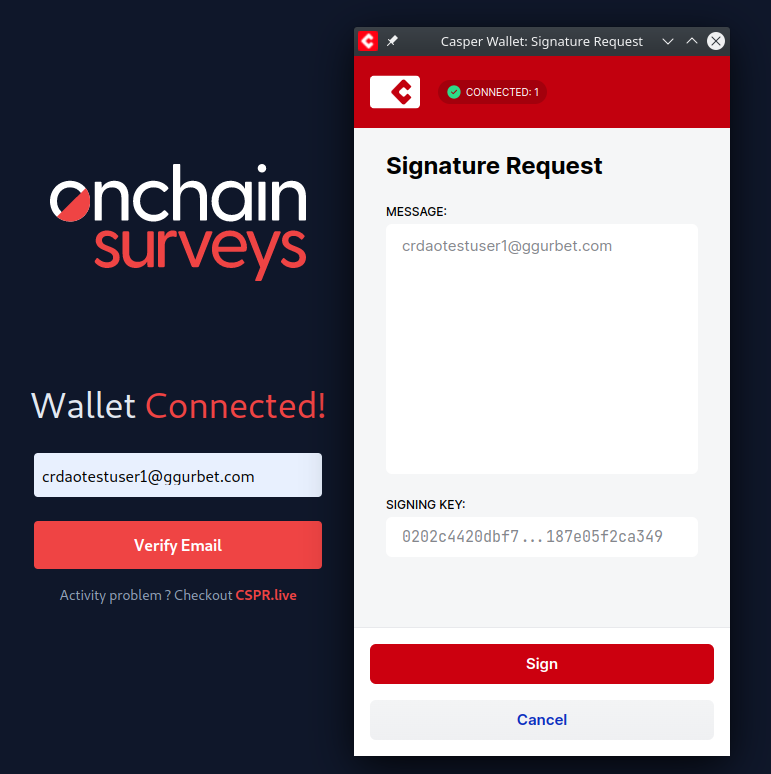 onchain
surveys
Wallet Connected!
crdaotestuser1@ggurbet.com
Verify Email
Activity problem ? Checkout CSPR.live
Casper Wallet: Signature Request
CONNECTED: 1
Signature Request
MESSAGE:
crdaotestuser1@ggurbet.com
SIGNING KEY:
0202c4420dbf7...187e05f2ca349
Sign
Cancel